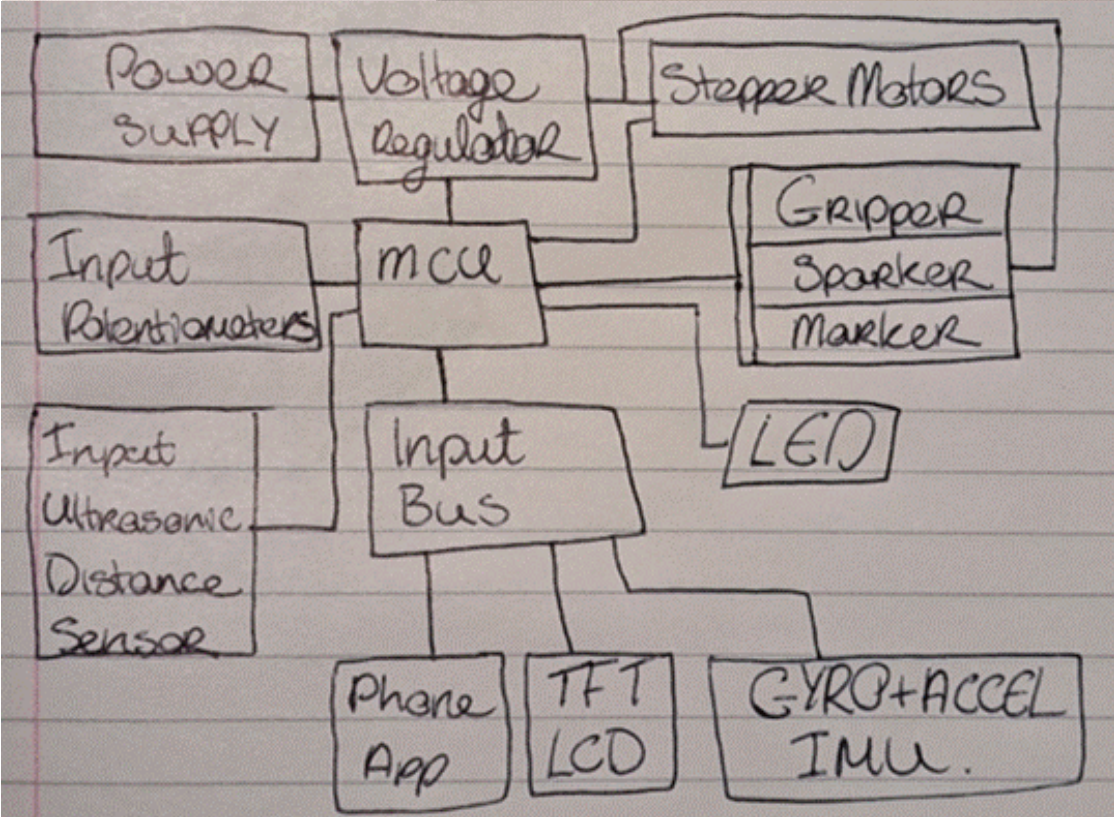 Power
Supply
Voltage
Regulator
Stepper Motors
Gripper
Sparker
Marker
Input
Potentiometers
MCU
LED
Input
Ultrasonic
Distance
Sensor
Input
Bus
Phone
App
TFT
LCD
GYRO+ACCEL
IMU.